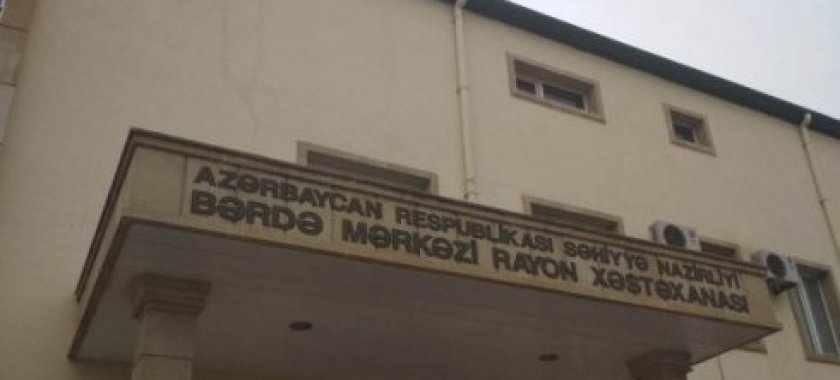 AZƏRBAYCAN RESPUBLİKASI SƏHİYYƏ NAZİRLİYİ
BƏRDƏ MƏRKƏZİ RAYON XƏSTƏXANASI